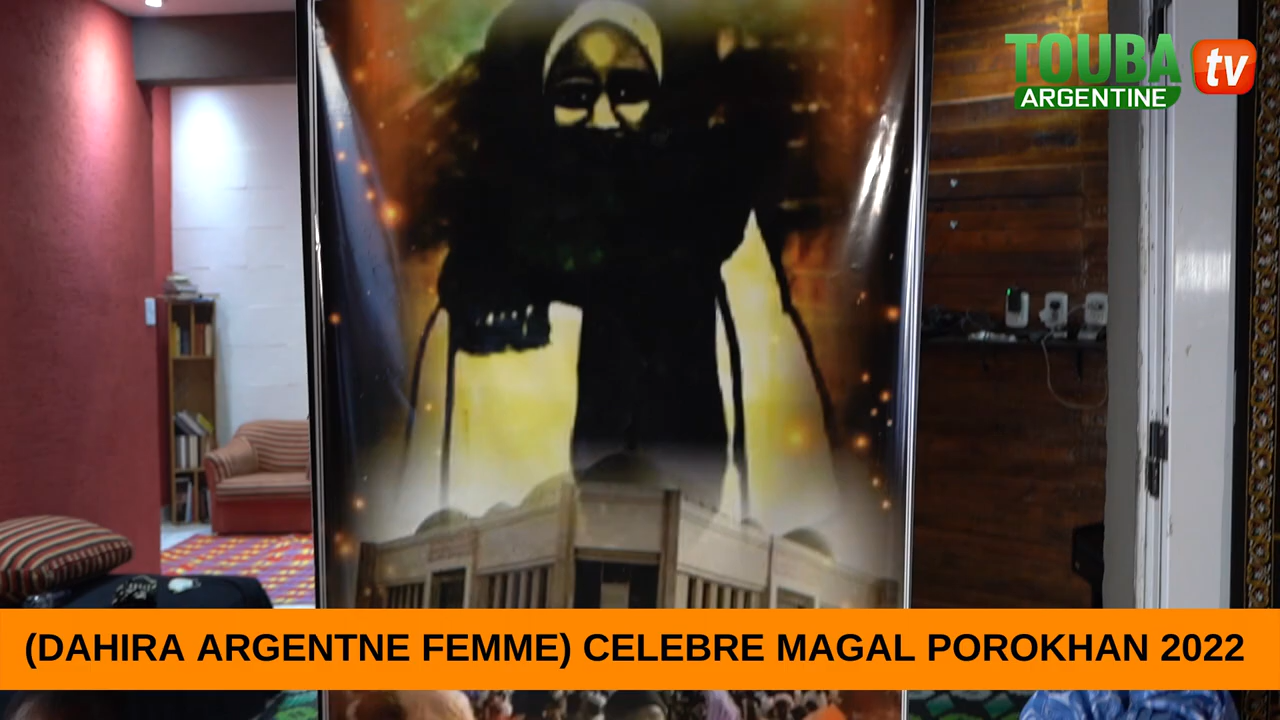 TOUBA
ARGENTINE
tv
(DAHIRA ARGENTNE FEMME) CELEBRE MAGAL POROKHAN 2022